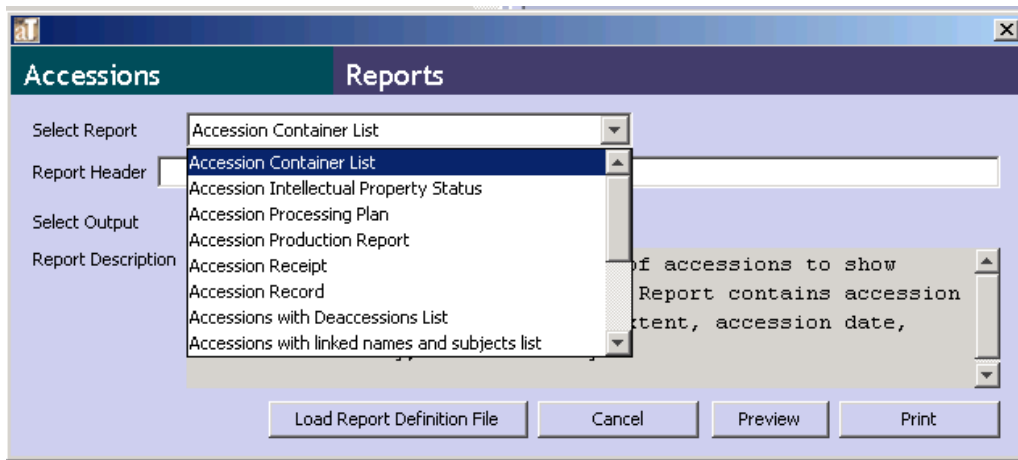 aT
Accessions Reports
Select Report Accession Container List
Accession Container List
Report Header
Accession Intellectual Property Status
Accession Processing Plan
Select Output
Accession Production Report
Report Description
Accession Receipt
of accessions to show
Accession Record
Report contains accession
Accessions with Deaccessions List
extent, accession date,
Accessions with linked names and subjects list
Load Report Definition File Cancel Preview Print